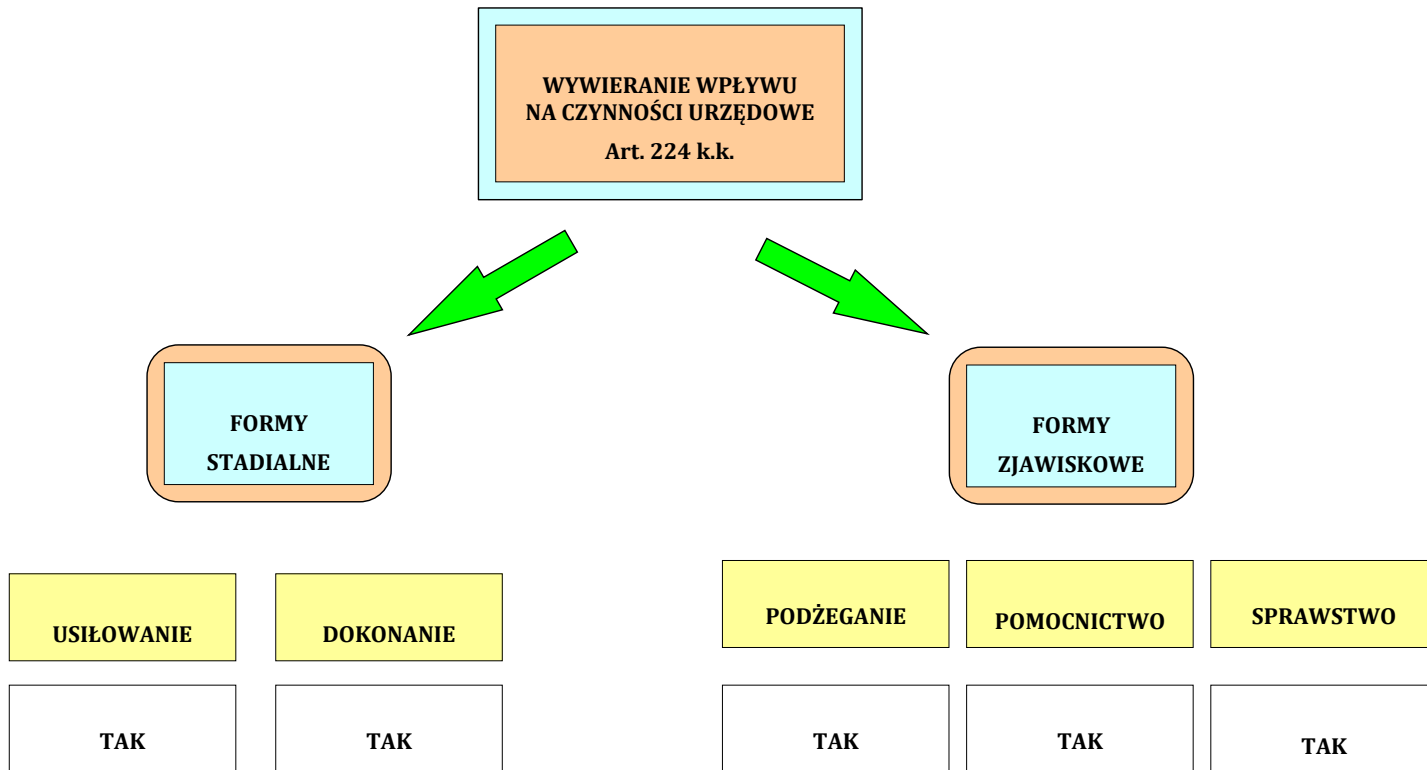 WYWIERANIE WPŁYWU
NA CZYNNOŚCI URZĘDOWE
Art. 224 k.k.
FORMY
STADIALNE
FORMY
ZJAWISKOWE
USIŁOWANIE
DOKONANIE
PODŻEGANIE
POMOCNICTWO
SPRAWSTWO
TAK
TAK
TAK
TAK
TAK